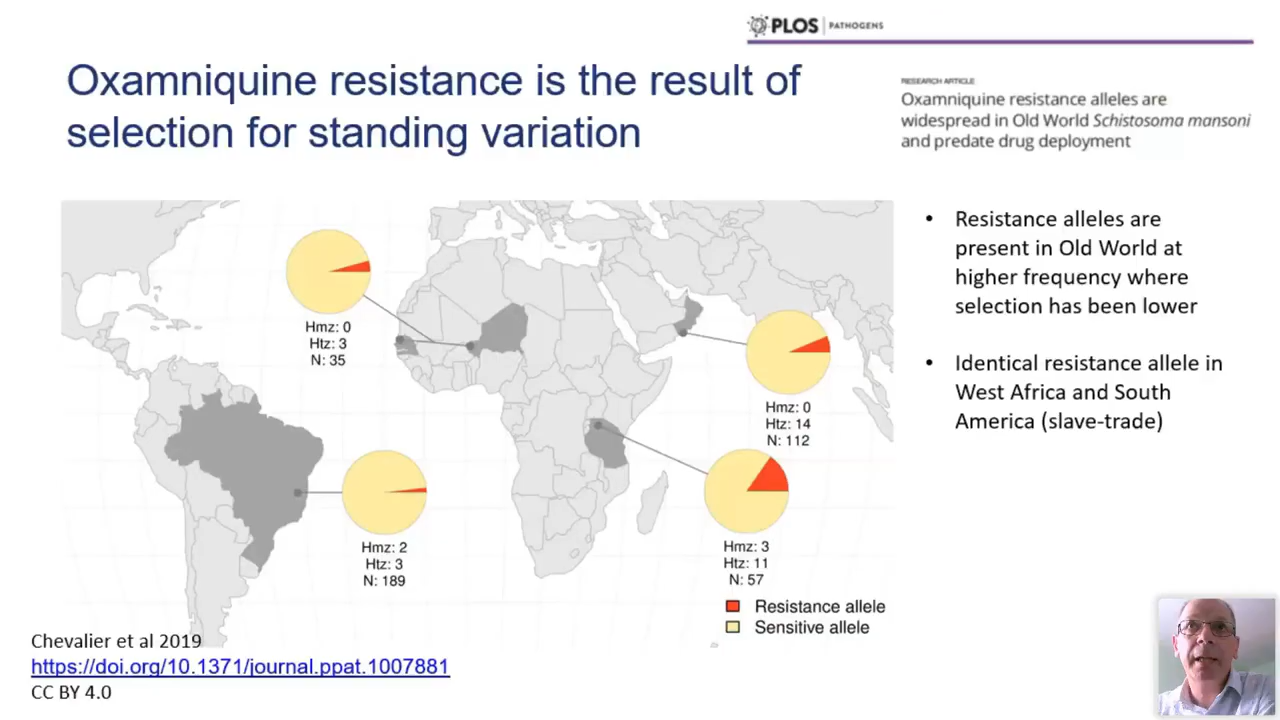 PLOS | PATHOGENS
Oxamniquine resistance is the result of
selection for standing variation
RESEARCH ARTICLE
Oxamniquine resistance alleles are
widespread in Old World Schistosoma mansoni
and predate drug deployment
Hmz: 0
Htz: 3
N: 35
Hmz: 0
Htz: 14
N: 112
Hmz: 2
Htz: 3
N: 189
Hmz: 3
Htz: 11
N: 57
Resistance allele
Sensitive allele
• Resistance alleles are
present in Old World at
higher frequency where
selection has been lower
• Identical resistance allele in
West Africa and South
America (slave-trade)
Chevalier et al 2019
https://doi.org/10.1371/journal.ppat.1007881
CC BY 4.0